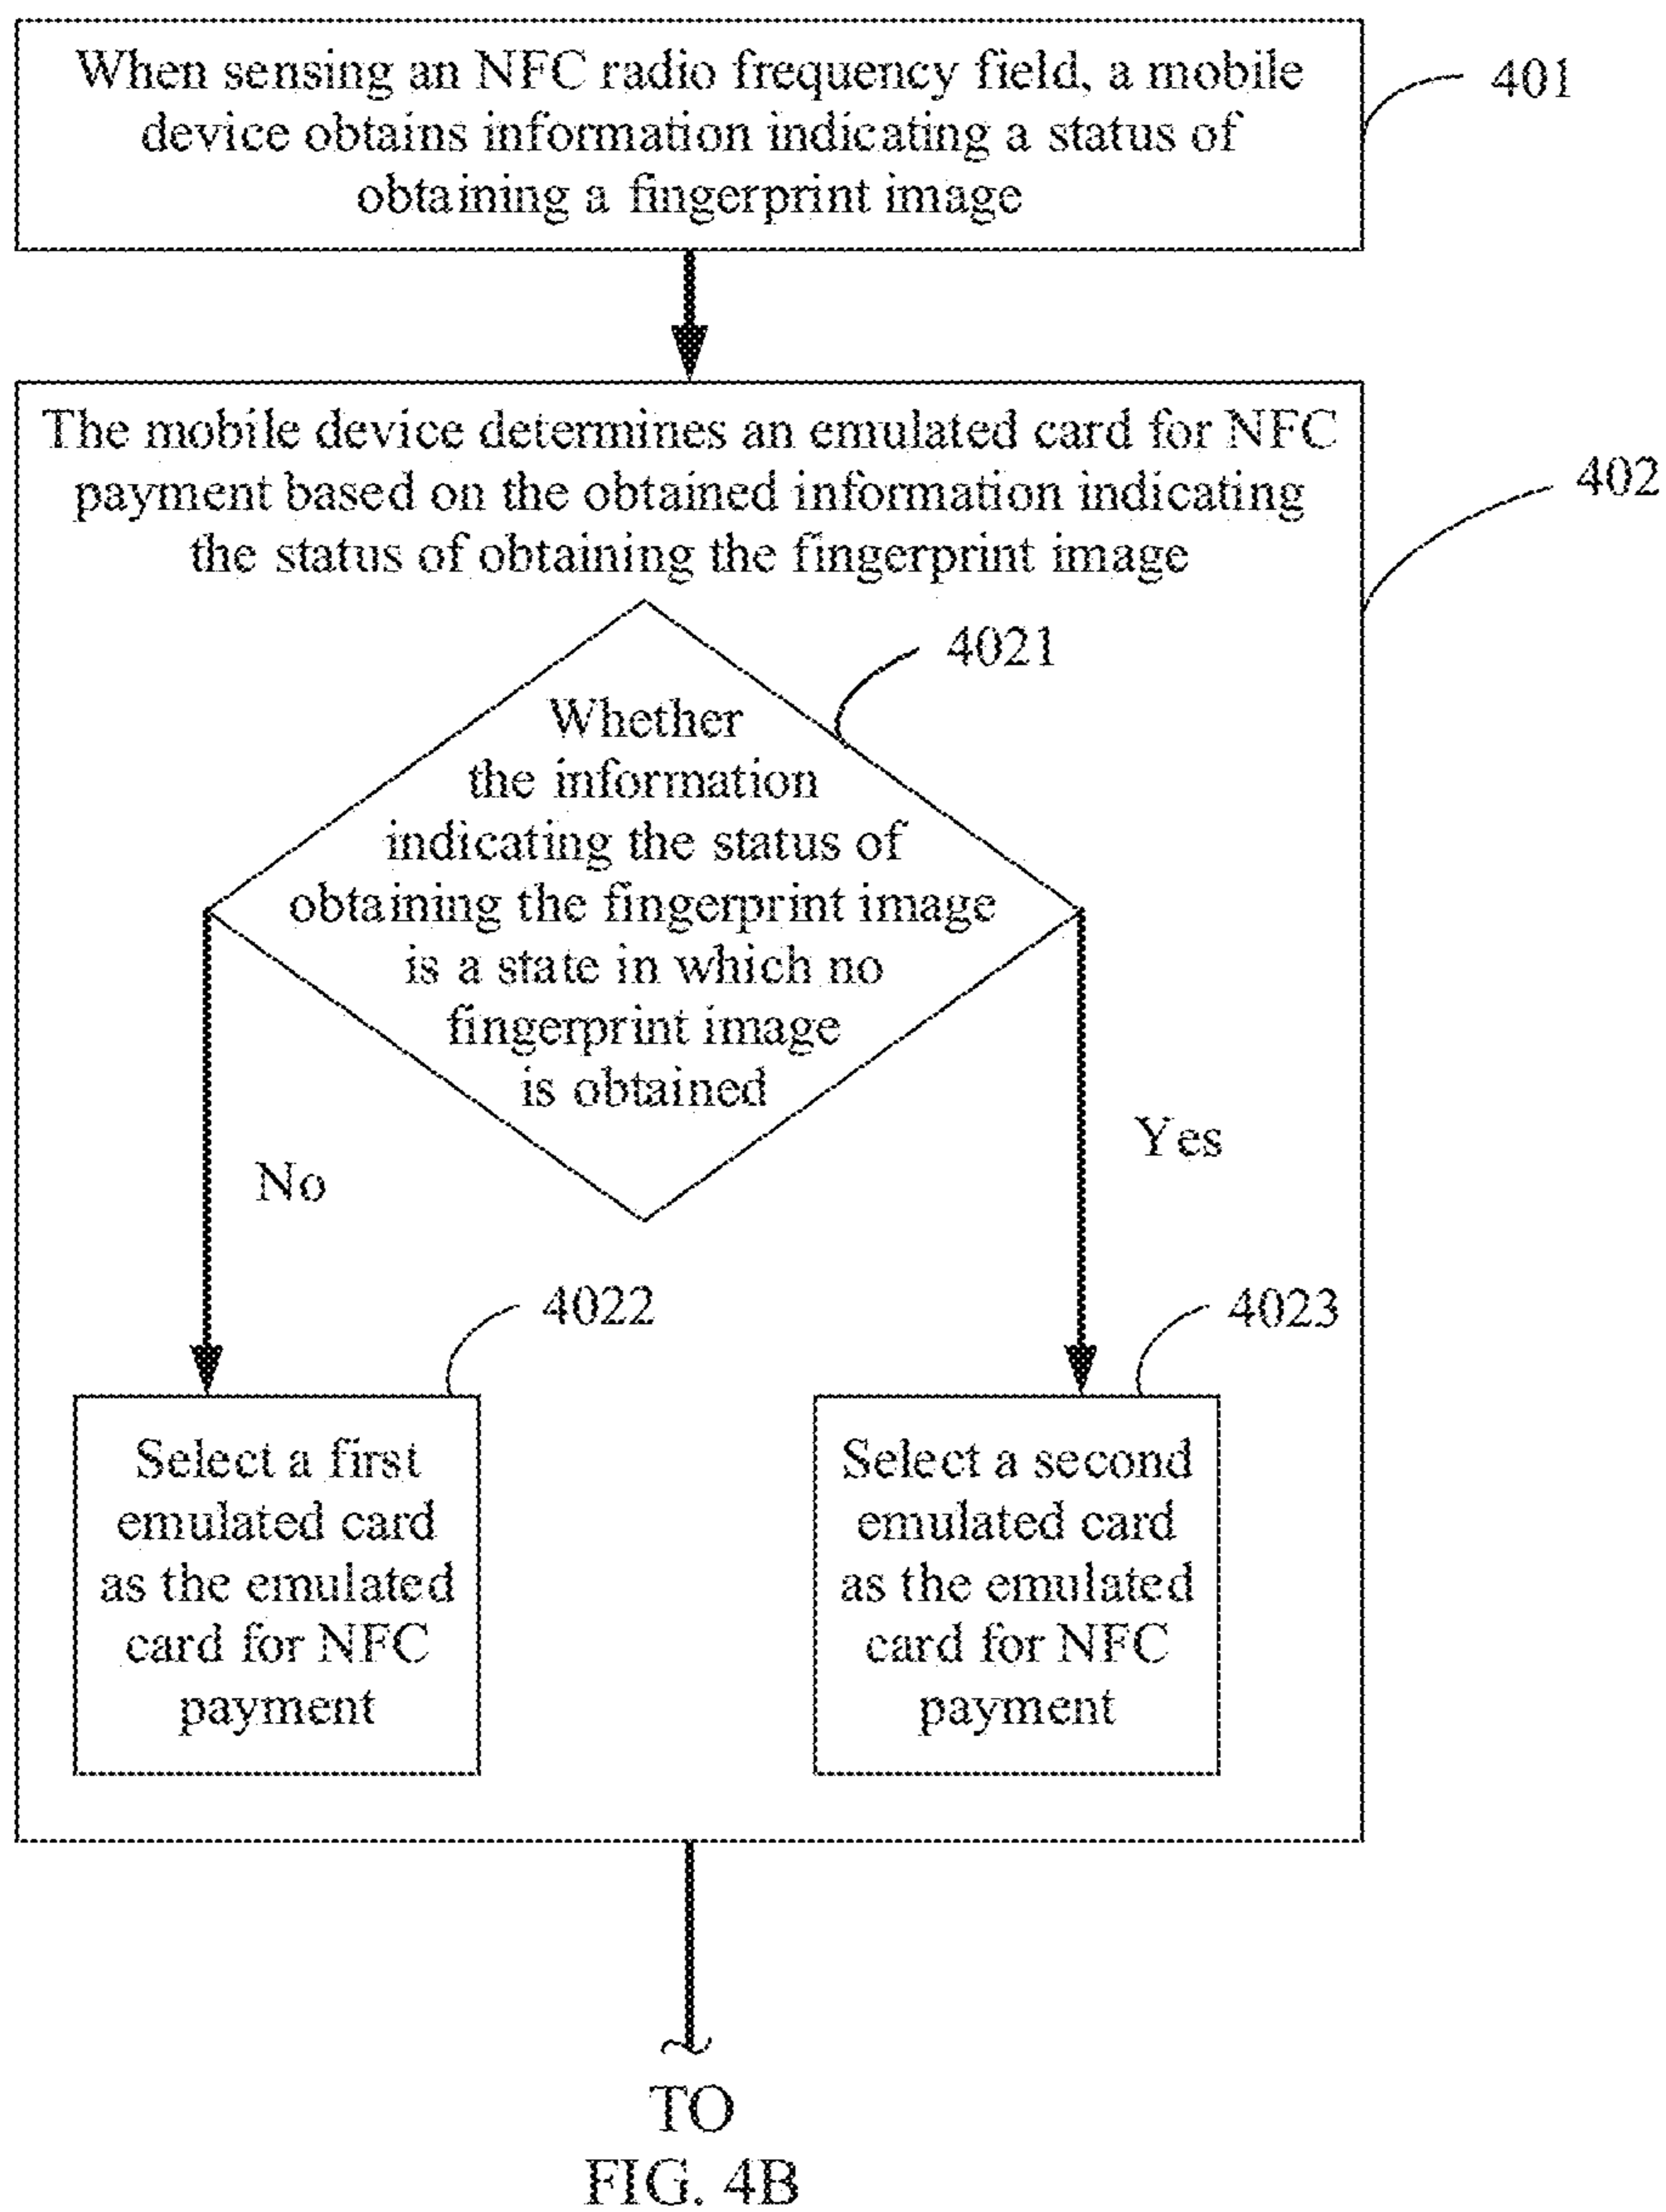 When sensing an NFC radio frequency field, a mobile
device obtains information indicating a status of
obtaining a fingerprint image
401
The mobile device determines an emulated card for NFC
payment based on the obtained information indicating
the status of obtaining the fingerprint image
402
4021
Whether
the information
indicating the status of
obtaining the fingerprint image
is a state in which no
fingerprint image
is obtained
No
Yes
4022
4023
Select a first
emulated card
as the emulated
card for NFC
payment
Select a second
emulated card
as the emulated
card for NFC
payment
TO
FIG. 4B